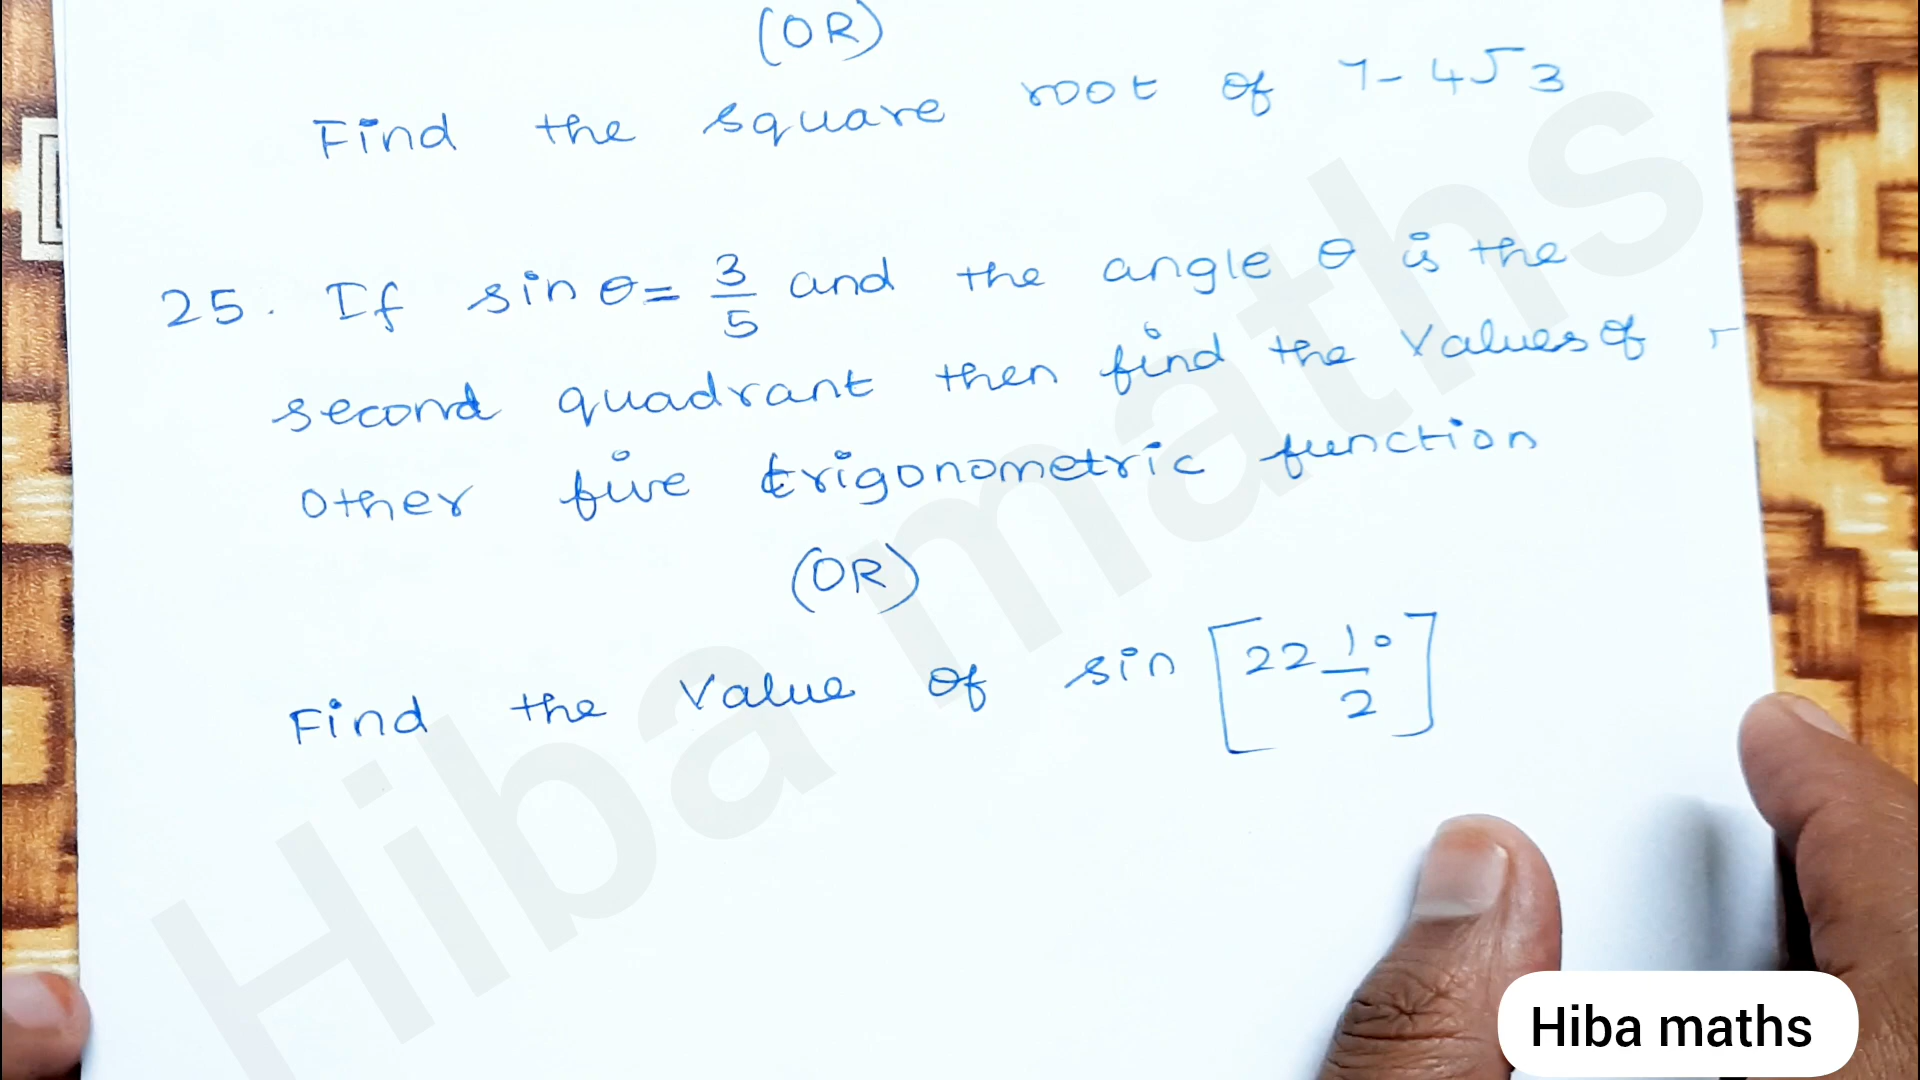 (OR)
Find the square root of 7-4√3
25. If sin θ = 3/5 and the angle θ is the
second quadrant then find the values of
other five trigonometric function
(OR)
Find the value of sin [22 1/2°]
Hiba maths
Hiba maths